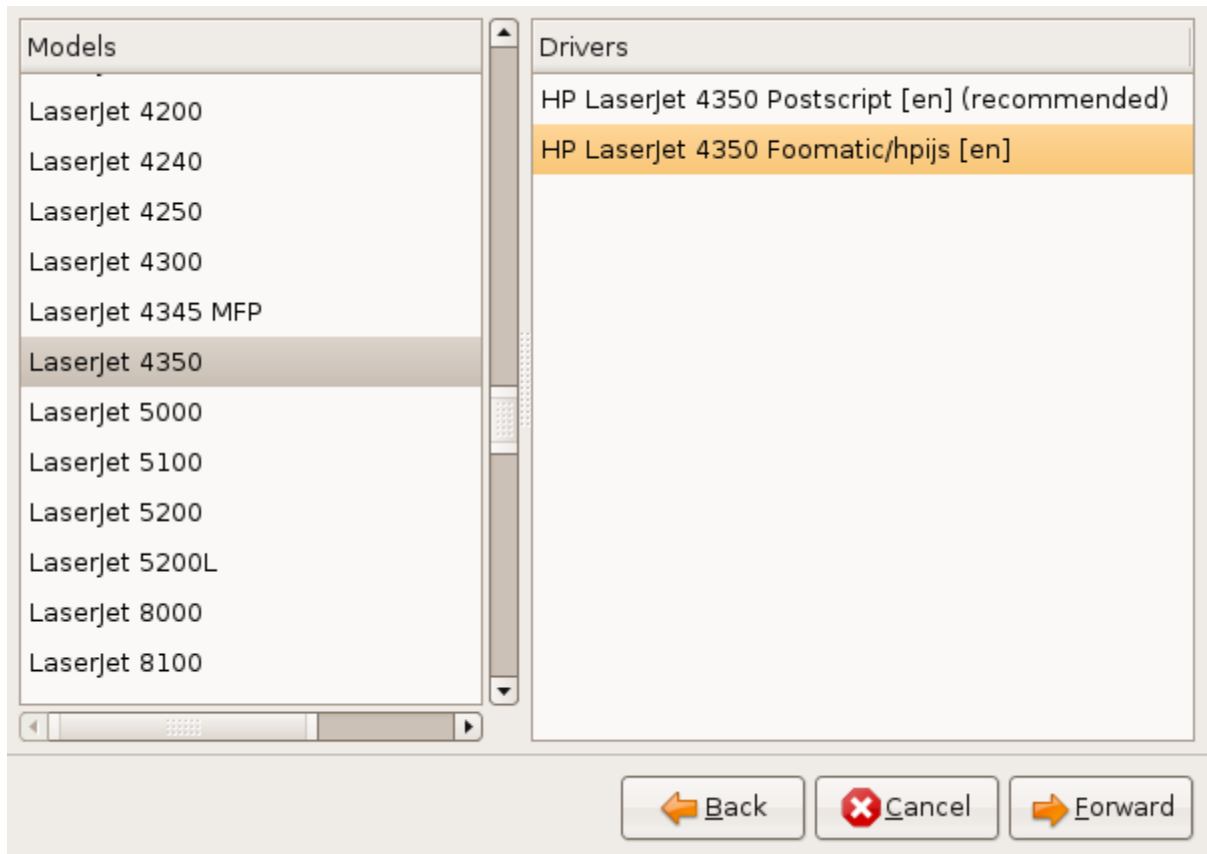 Models
LaserJet 4200
LaserJet 4240
LaserJet 4250
LaserJet 4300
LaserJet 4345 MFP
LaserJet 4350
LaserJet 5000
LaserJet 5100
LaserJet 5200
LaserJet 5200L
LaserJet 8000
LaserJet 8100
Drivers
HP LaserJet 4350 Postscript [en] (recommended)
HP LaserJet 4350 Foomatic/hpijs [en]
Back
Cancel
Forward